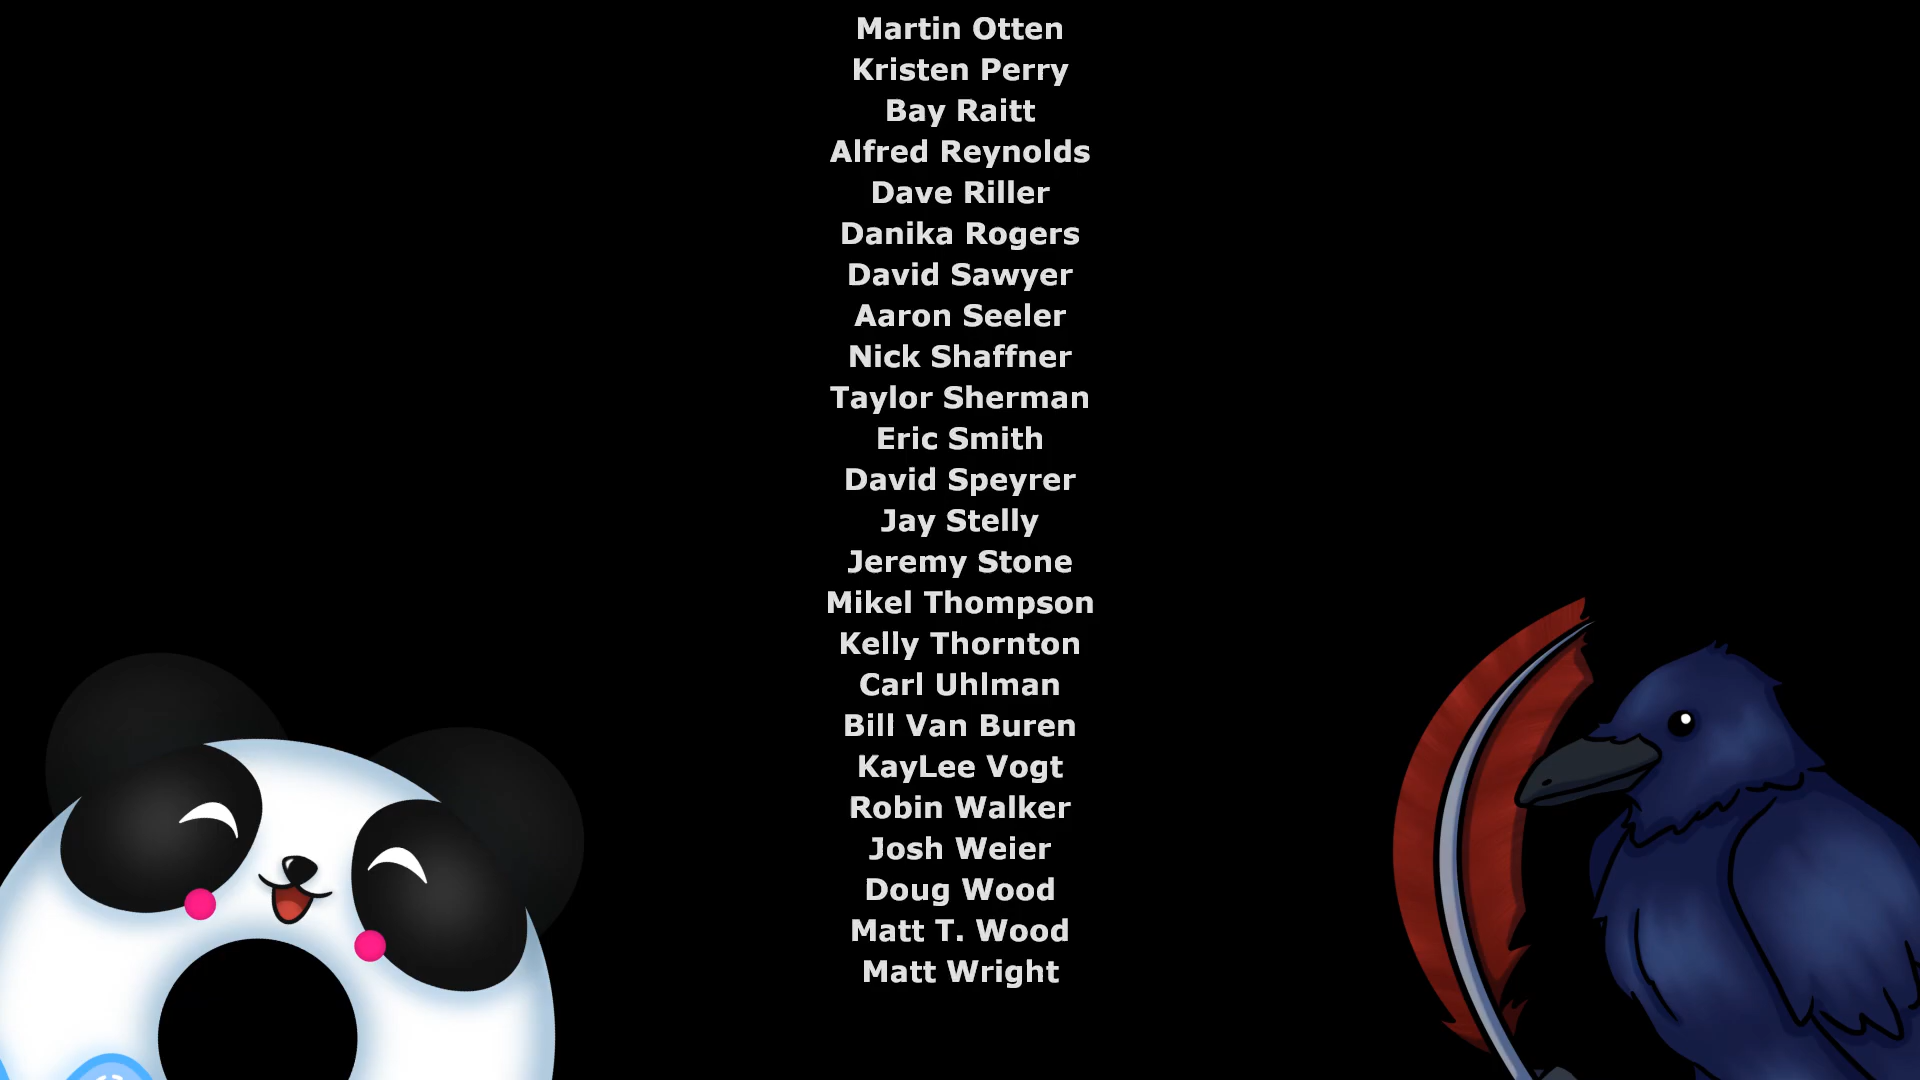 Martin Otten
Kristen Perry
Bay Raitt
Alfred Reynolds
Dave Riller
Danika Rogers
David Sawyer
Aaron Seeler
Nick Shaffner
Taylor Sherman
Eric Smith
David Speyrer
Jay Stelly
Jeremy Stone
Mikel Thompson
Kelly Thornton
Carl Uhlman
Bill Van Buren
KayLee Vogt
Robin Walker
Josh Weier
Doug Wood
Matt T. Wood
Matt Wright